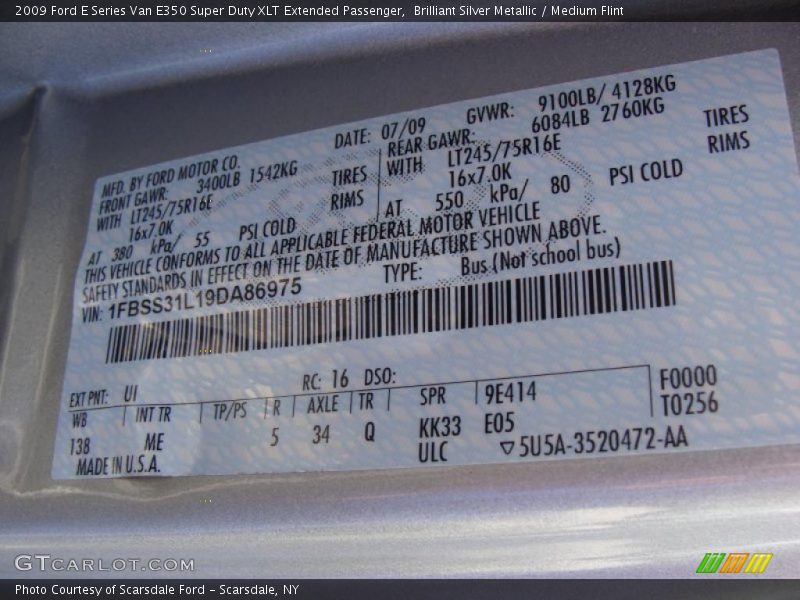 2009 Ford E Series Van E350 Super Duty XLT Extended Passenger, Brilliant Silver Metallic / Medium Flint
MFD. BY FORD MOTOR CO. DATE: 07/09 GVWR: 9100LB/ 4128KG
FRONT GAWR: 3400LB 1542KG REAR GAWR: 6084LB 2760KG
WITH LT245/75R16E TIRES WITH LT245/75R16E TIRES
16x7.0K RIMS 16x7.0K RIMS
AT 380 kPa/ 55 PSI COLD AT 550 kPa/ 80 PSI COLD
THIS VEHICLE CONFORMS TO ALL APPLICABLE FEDERAL MOTOR VEHICLE
SAFETY STANDARDS IN EFFECT ON THE DATE OF MANUFACTURE SHOWN ABOVE.
VIN: 1FBSS31L19DA86975 TYPE: Bus (Not school bus)
EXT PNT: UI RC: 16 DSO: F0000
WB INT TR TP/PS R AXLE TR SPR 9E414 T0256
138 ME 5 34 Q KK33 E05
MADE IN U.S.A. ULC ▽5U5A-3520472-AA
GTCARLOT.COM
Photo Courtesy of Scarsdale Ford – Scarsdale, NY